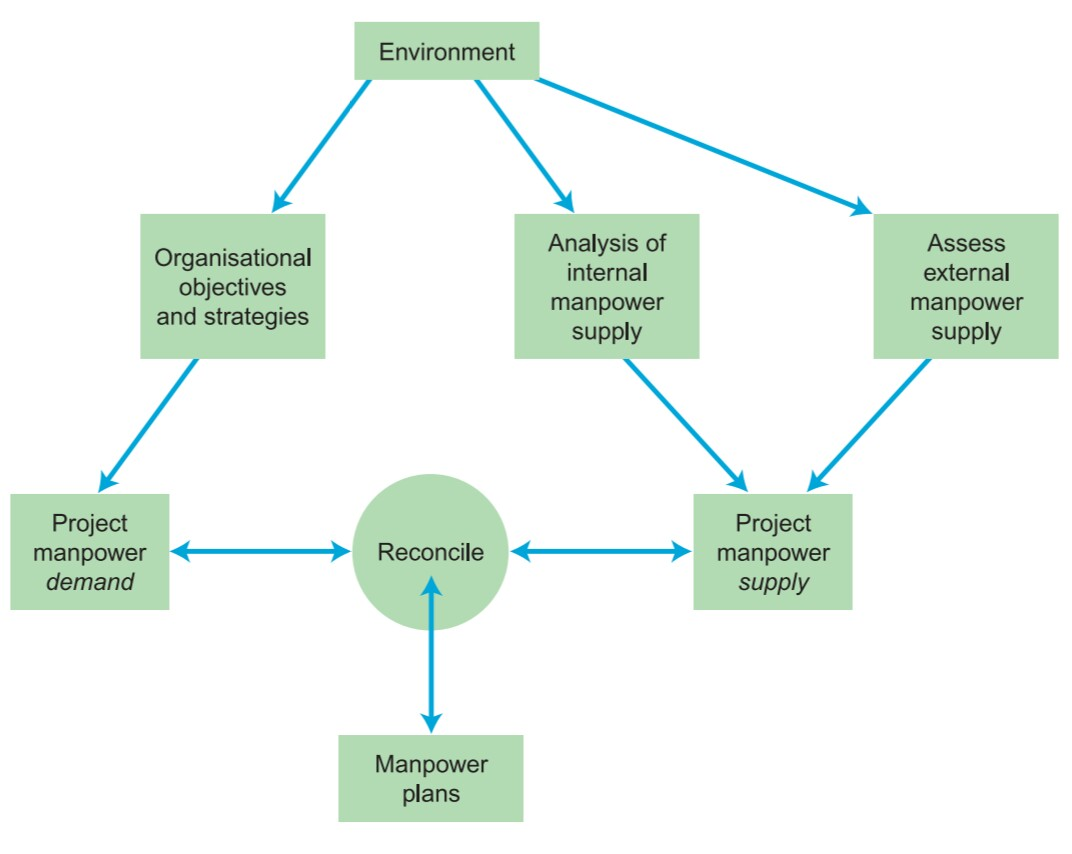 Environment
Organisational
objectives
and strategies
Analysis of
internal
manpower
supply
Assess
external
manpower
supply
Project
manpower
demand
Reconcile
Project
manpower
supply
Manpower
plans